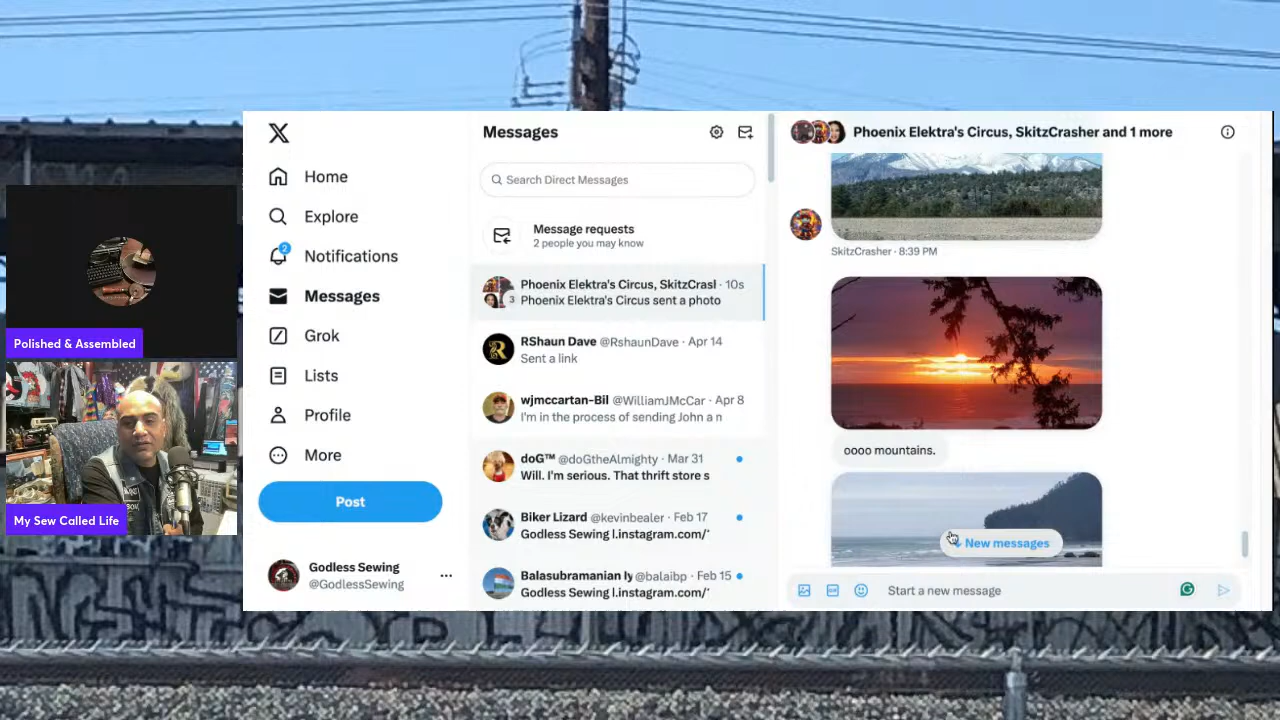 Polished & Assembled
My Sew Called Life
X
Home
Explore
2
Notifications
Messages
Grok
Lists
Profile
More
Post
Godless Sewing
@GodlessSewing
Messages
Search Direct Messages
Message requests
2 people you may know
Phoenix Elektra's Circus, SkitzCrasl · 10s
3
Phoenix Elektra's Circus sent a photo
RShaun Dave @RshaunDave · Apr 14
Sent a link
wjmccartan-Bil @WilliamJMcCar · Apr 8
I'm in the process of sending John a n
doG™ @doGtheAlmighty · Mar 31
Will. I'm serious. That thrift store s
Biker Lizard @kevinbealer · Feb 17
Godless Sewing l.instagram.com/'
Balasubramanian Iy @balaibp · Feb 15
Godless Sewing l.instagram.com/'
Phoenix Elektra's Circus, SkitzCrasher and 1 more
SkitzCrasher · 8:39 PM
oooo mountains.
New messages
Start a new message